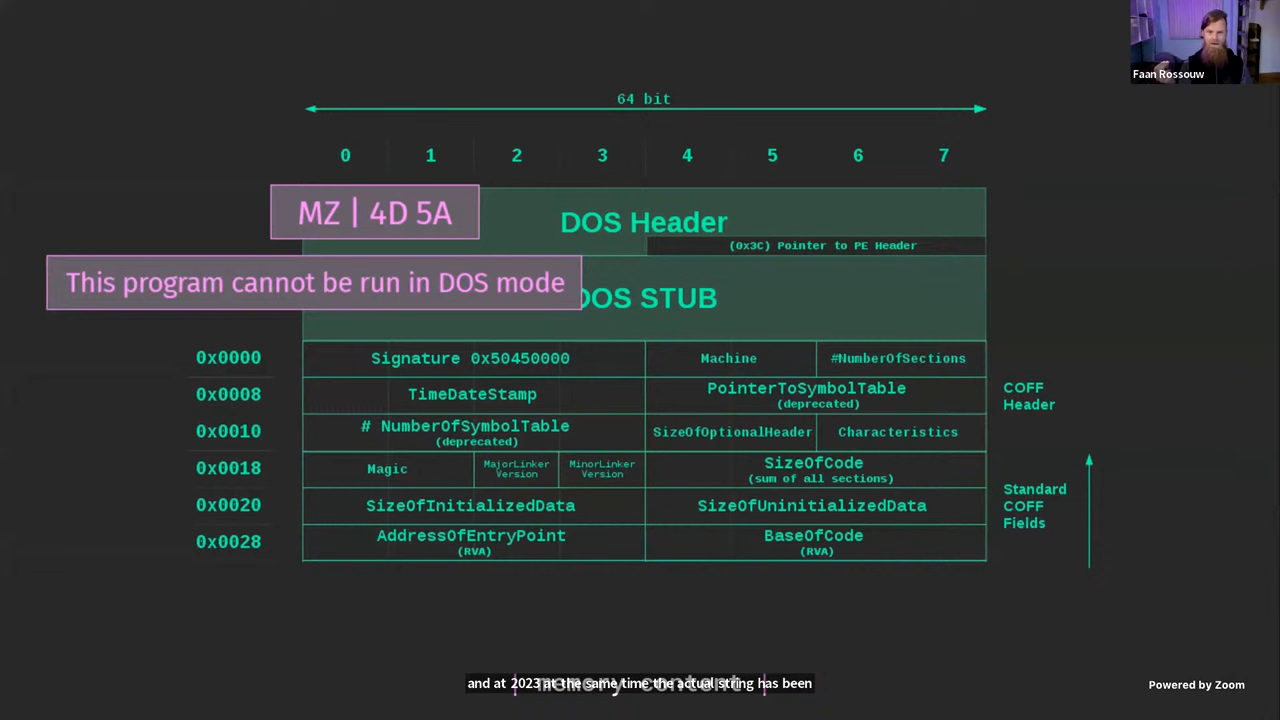 Faan Rossouw
64 bit
0 1 2 3 4 5 6 7
MZ | 4D 5A
DOS Header
(0x3C) Pointer to PE Header
This program cannot be run in DOS mode
DOS STUB
0x0000 Signature 0x50450000 Machine #NumberOfSections
0x0008 TimeDateStamp PointerToSymbolTable
(deprecated)
COFF
Header
0x0010 # NumberOfSymbolTable
(deprecated)
SizeOfOptionalHeader Characteristics
0x0018 Magic MajorLinker
Version
MinorLinker
Version
SizeOfCode
(sum of all sections)
0x0020 SizeOfInitializedData SizeOfUninitializedData
Standard
COFF
Fields
0x0028 AddressOfEntryPoint
(RVA)
BaseOfCode
(RVA)
memory content
and at 2023 at the same time the actual string has been
Powered by Zoom